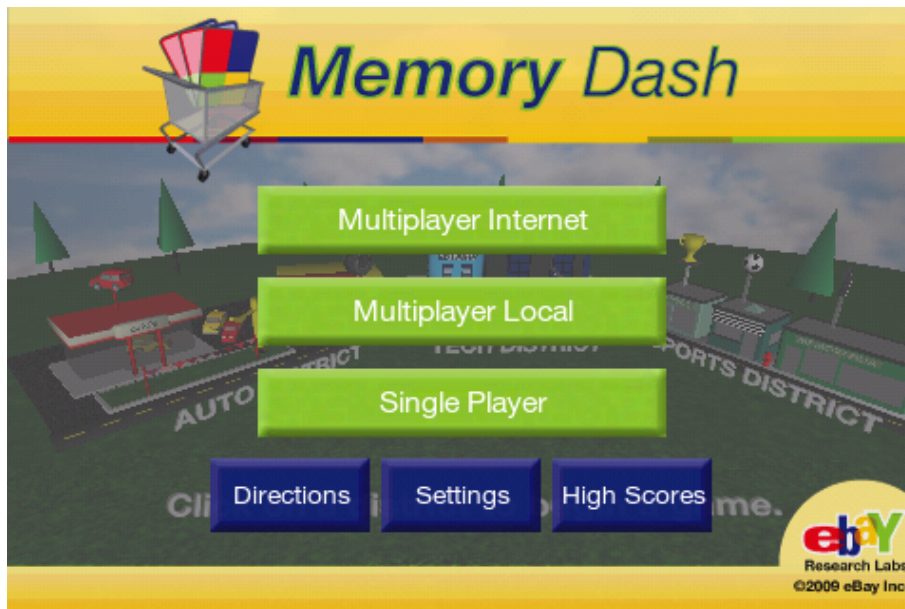 Memory Dash
Multiplayer Internet
Multiplayer Local
TECH DISTRICT
Single Player
AUTO DISTRICT
SPORTS DISTRICT
Directions
Settings
High Scores
ebay
Research Labs
©2009 eBay Inc